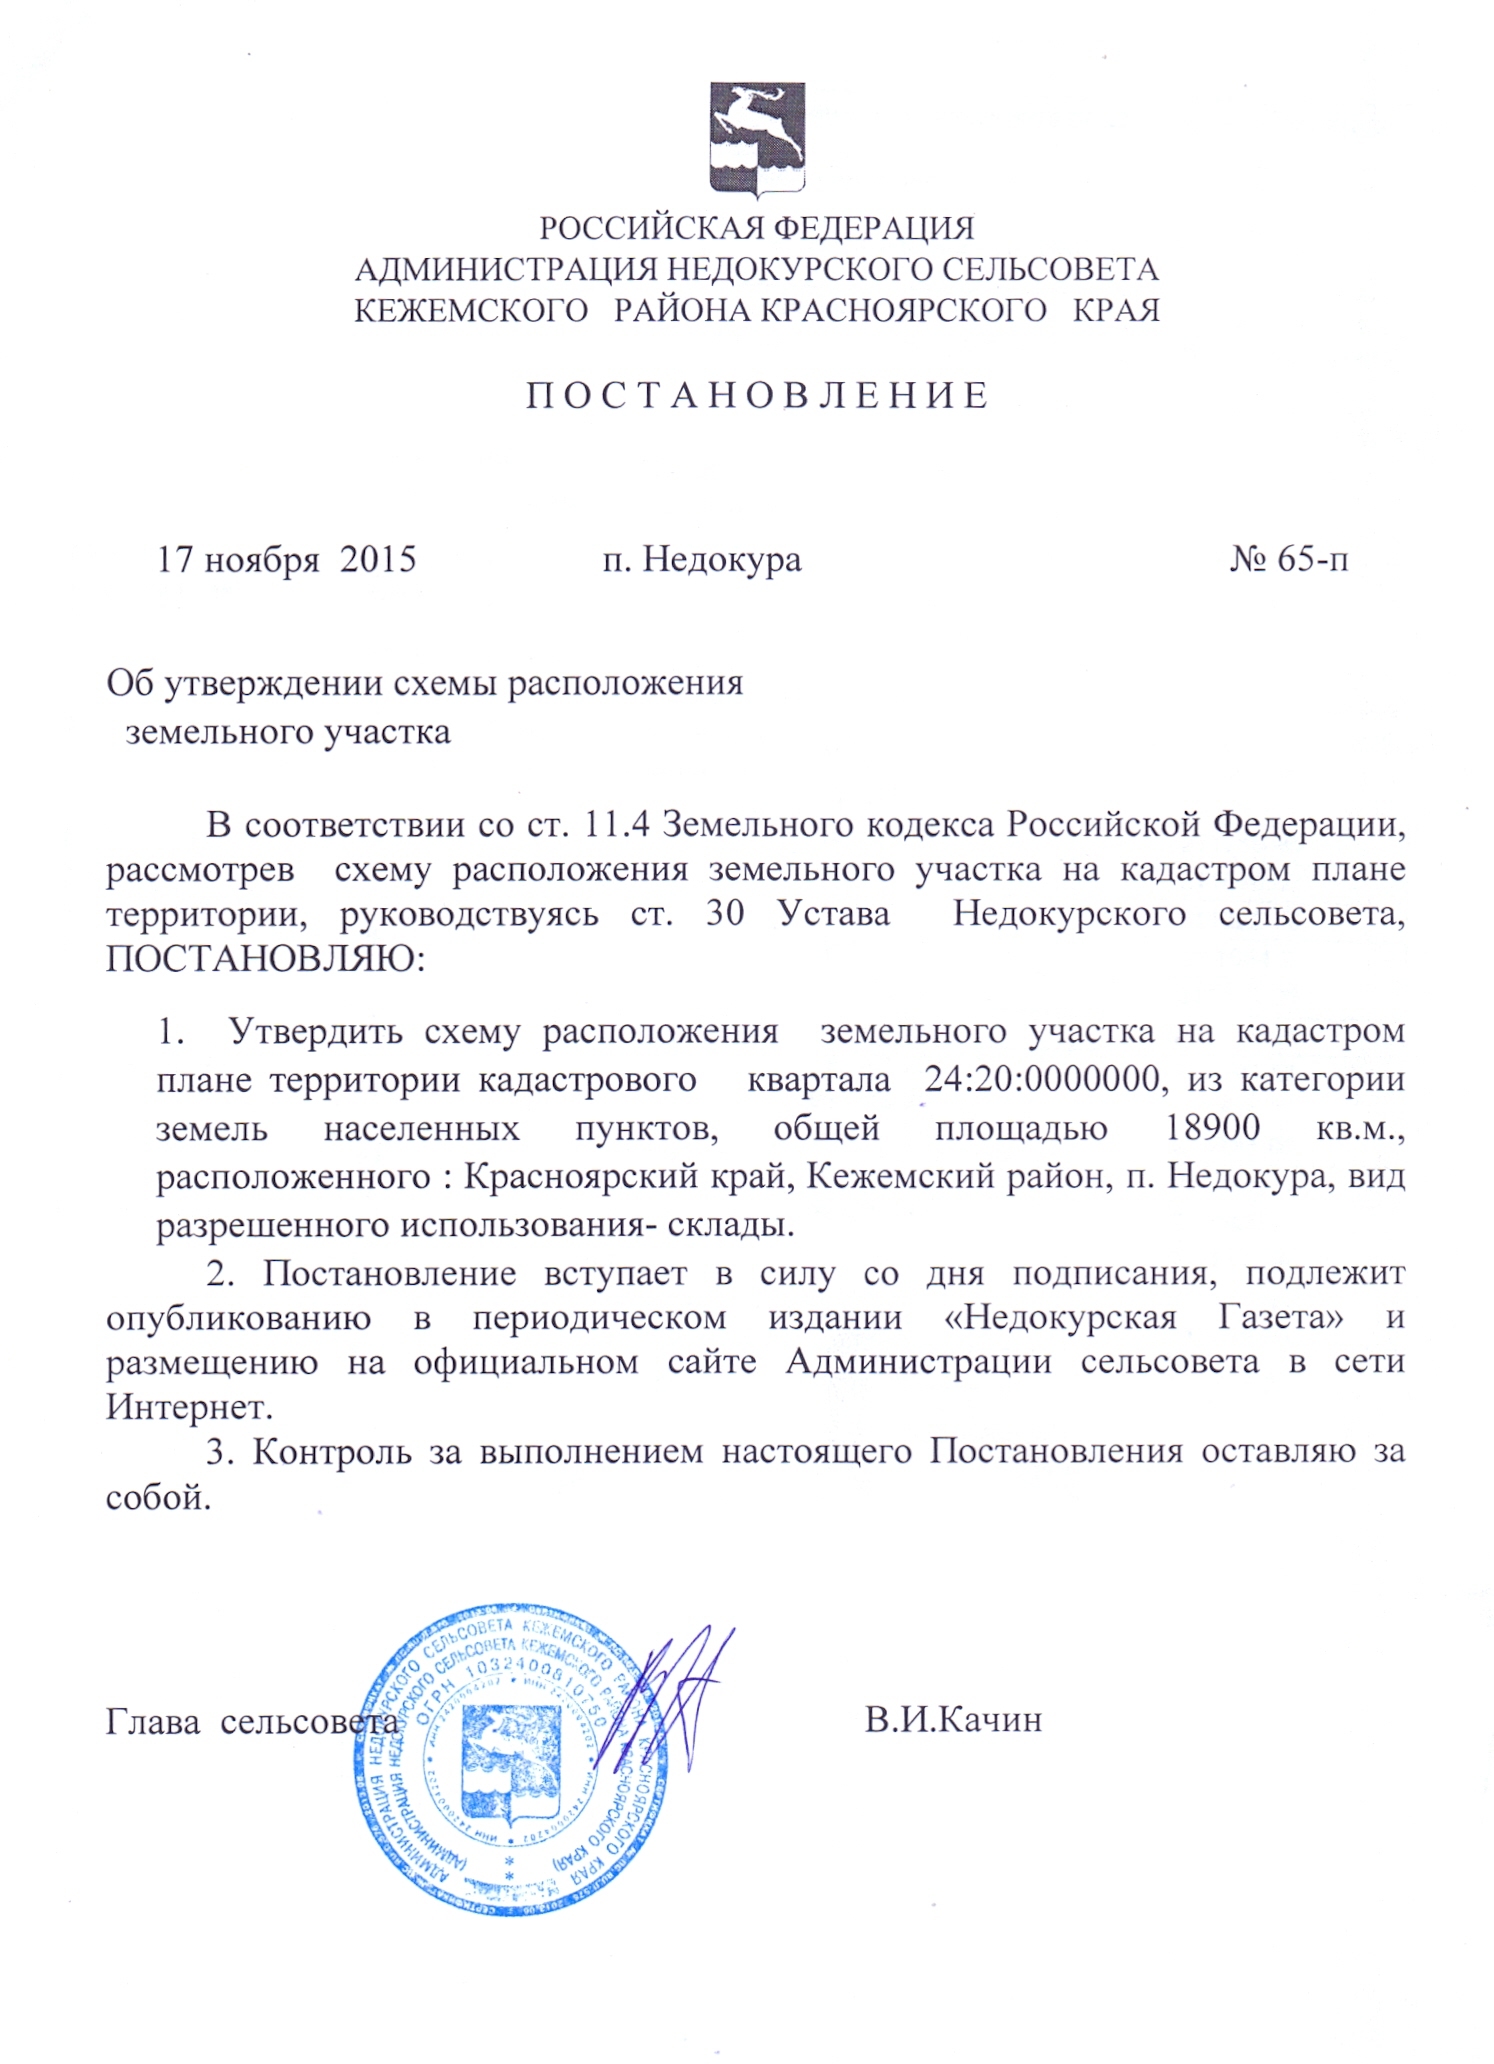 РОССИЙСКАЯ ФЕДЕРАЦИЯ
АДМИНИСТРАЦИЯ НЕДОКУРСКОГО СЕЛЬСОВЕТА
КЕЖЕМСКОГО РАЙОНА КРАСНОЯРСКОГО КРАЯ
ПОСТАНОВЛЕНИЕ
17 ноября 2015 п. Недокура № 65-п
Об утверждении схемы расположения
земельного участка
В соответствии со ст. 11.4 Земельного кодекса Российской Федерации,
рассмотрев схему расположения земельного участка на кадастром плане
территории, руководствуясь ст. 30 Устава Недокурского сельсовета,
ПОСТАНОВЛЯЮ:
1. Утвердить схему расположения земельного участка на кадастром
плане территории кадастрового квартала 24:20:0000000, из категории
земель населенных пунктов, общей площадью 18900 кв.м.,
расположенного : Красноярский край, Кежемский район, п. Недокура, вид
разрешенного использования- склады.
2. Постановление вступает в силу со дня подписания, подлежит
опубликованию в периодическом издании «Недокурская Газета» и
размещению на официальном сайте Администрации сельсовета в сети
Интернет.
3. Контроль за выполнением настоящего Постановления оставляю за
собой.
Глава сельсовета В.И.Качин
АДМИНИСТРАЦИЯ НЕДОКУРСКОГО СЕЛЬСОВЕТА КЕЖЕМСКОГО РАЙОНА КРАСНОЯРСКОГО КРАЯ
(АДМИНИСТРАЦИЯ НЕДОКУРСКОГО СЕЛЬСОВЕТА КЕЖЕМСКОГО РАЙОНА КРАСНОЯРСКОГО КРАЯ)
ОГРН 1032400810750
ИНН 2420004202